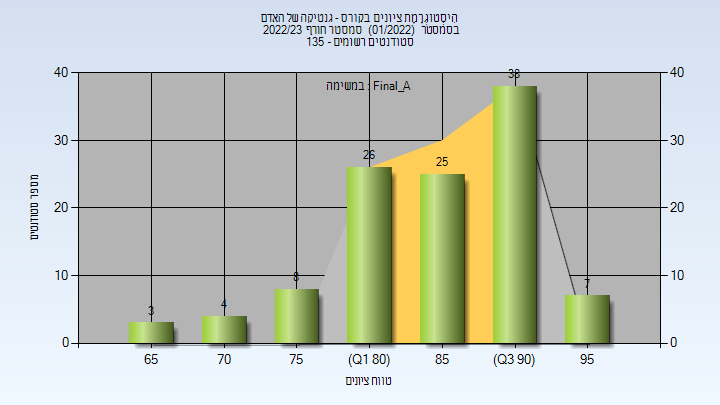 היסטוגרמת ציונים בקורס - גנטיקה של האדם
בסמסטר (01/2022) סמסטר חורף 2022/23
סטודנטים רשומים - 135
במשימה : Final_A
40
30
20
10
0
40
30
20
10
0
3
4
8
26
25
38
7
65
70
75
(Q1 80)
85
(Q3 90)
95
מספר סטודנטים
טווח ציונים